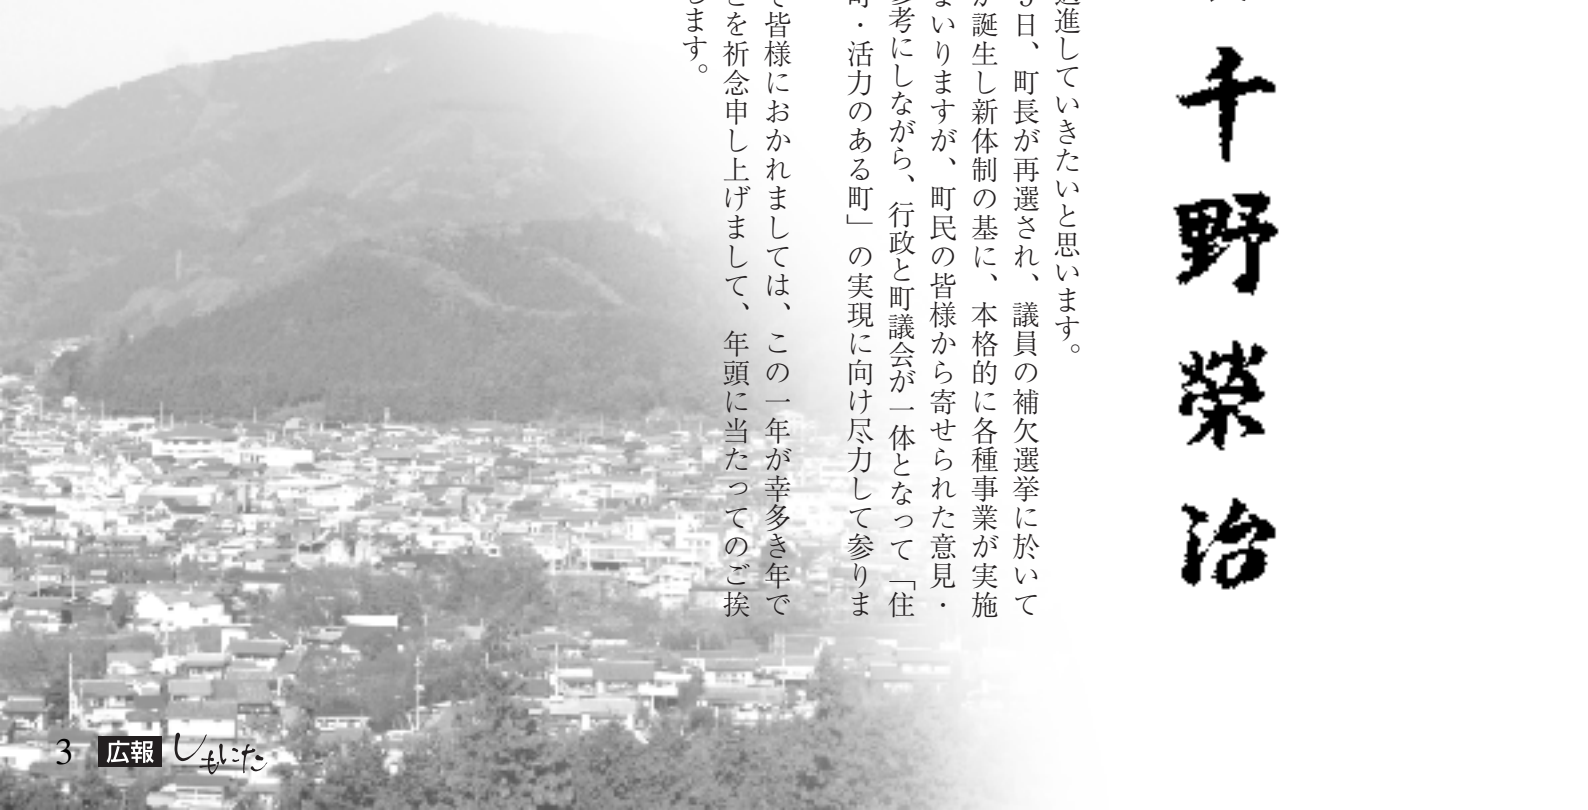 千野榮治
進していきたいと思います。
日、町長が再選され、議員の補欠選挙に於いて
誕生し新体制の基に、本格的に各種事業が実施
いりますが、町民の皆様から寄せられた意見・
考にしながら、行政と町議会が一体となって「住
・活力のある町」の実現に向け尽力して参りま
皆様におかれましては、この一年が幸多き年で
を祈念申し上げまして、年頭に当たってのご挨
ます。
3 広報 しもにた